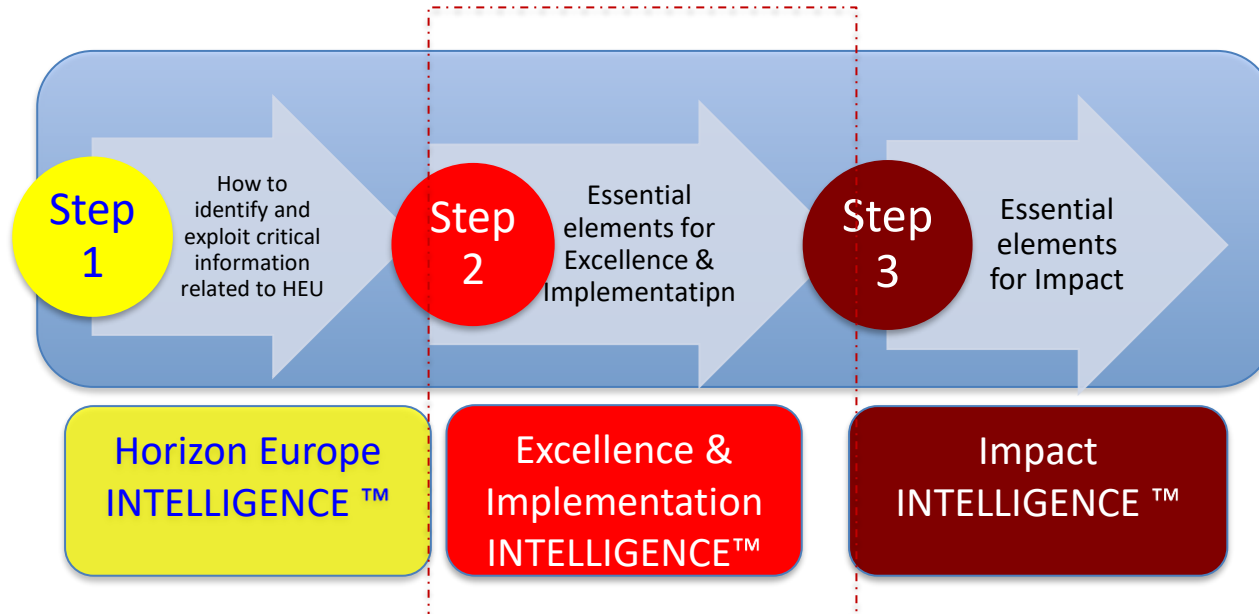 Step
1
How to
identify and
exploit critical
information
related to HEU
Step
2
Essential
elements for
Excellence &
Implementatipn
Step
3
Essential
elements
for Impact
Horizon Europe
INTELLIGENCE ™
Excellence &
Implementation
INTELLIGENCE™
Impact
INTELLIGENCE ™